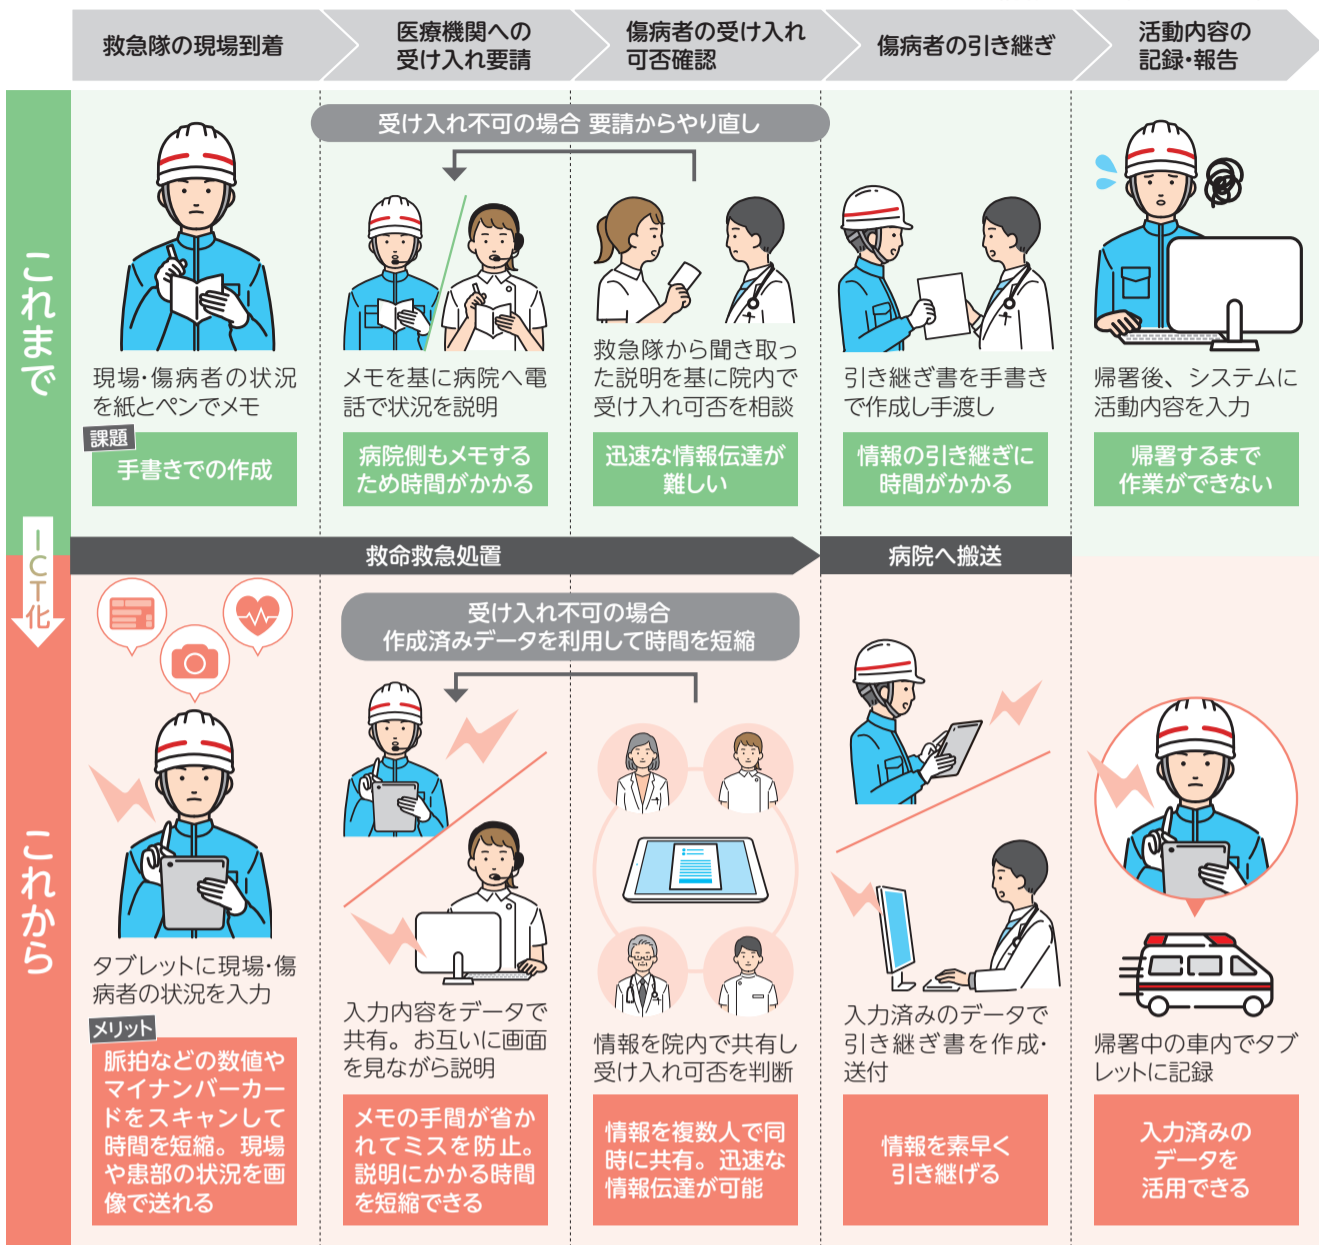 救急隊の現場到着
医療機関への
受け入れ要請
傷病者の受け入れ
可否確認
傷病者の引き継ぎ
活動内容の
記録・報告
これまで
受け入れ不可の場合 要請からやり直し
現場・傷病者の状況
を紙とペンでメモ
課題
手書きでの作成
メモを基に病院へ電
話で状況を説明
病院側もメモする
ため時間がかかる
救急隊から聞き取っ
た説明を基に院内で
受け入れ可否を相談
迅速な情報伝達が
難しい
引き継ぎ書を手書き
で作成し手渡し
情報の引き継ぎに
時間がかかる
帰署後、システムに
活動内容を入力
帰署するまで
作業ができない
ICT化
救命救急処置
病院へ搬送
これから
受け入れ不可の場合
作成済みデータを利用して時間を短縮
タブレットに現場・傷
病者の状況を入力
メリット
脈拍などの数値や
マイナンバーカー
ドをスキャンして
時間を短縮。現場
や患部の状況を画
像で送れる
入力内容をデータで
共有。お互いに画面
を見ながら説明
メモの手間が省か
れてミスを防止。
説明にかかる時間
を短縮できる
情報を院内で共有し
受け入れ可否を判断
情報を複数人で同
時に共有。迅速な
情報伝達が可能
入力済みのデータで
引き継ぎ書を作成・
送付
情報を素早く
引き継げる
帰署中の車内でタブ
レットに記録
入力済みの
データを
活用できる